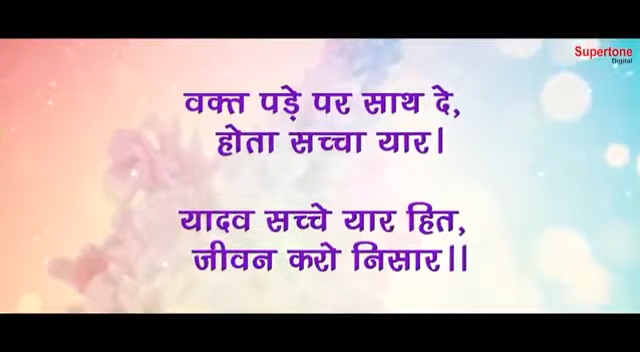 Supertone
Digital
वक्त पड़े पर साथ दे,
होता सच्चा यार।
यादव सच्चे यार हित,
जीवन करो निसार।।